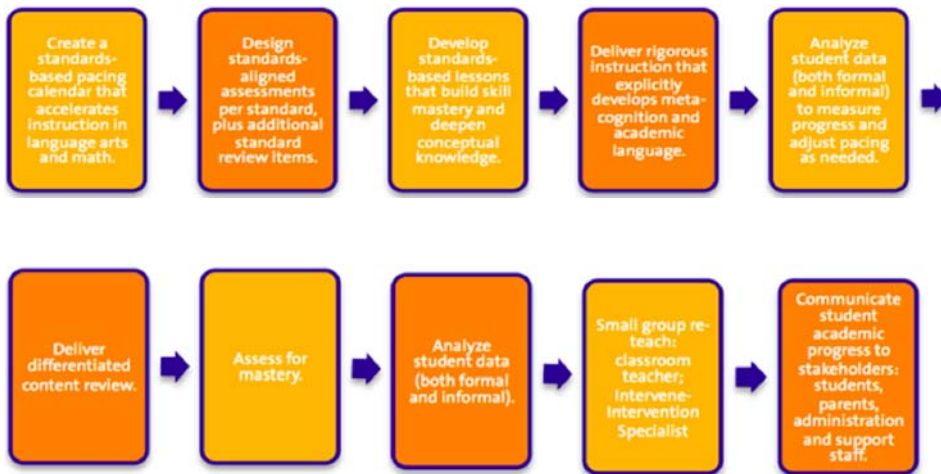 Create a
standards-
based pacing
calendar that
accelerates
instruction in
language arts
and math.
Design
standards-
aligned
assessments
per standard,
plus additional
standard
review items.
Develop
standards-
based lessons
that build skill
mastery and
deepen
conceptual
knowledge.
Deliver rigorous
instruction that
explicitly
develops meta-
cognition and
academic
language.
Analyze
student data
(both formal
and informal)
to measure
progress and
adjust pacing
as needed.
Deliver
differentiated
content review.
Assess for
mastery.
Analyze
student data
(both formal
and informal).
Small group re-
teach:
classroom
teacher;
Intervene-
Intervention
Specialist
Communicate
student
academic
progress to
stakeholders:
students,
parents,
administration
and support
staff.